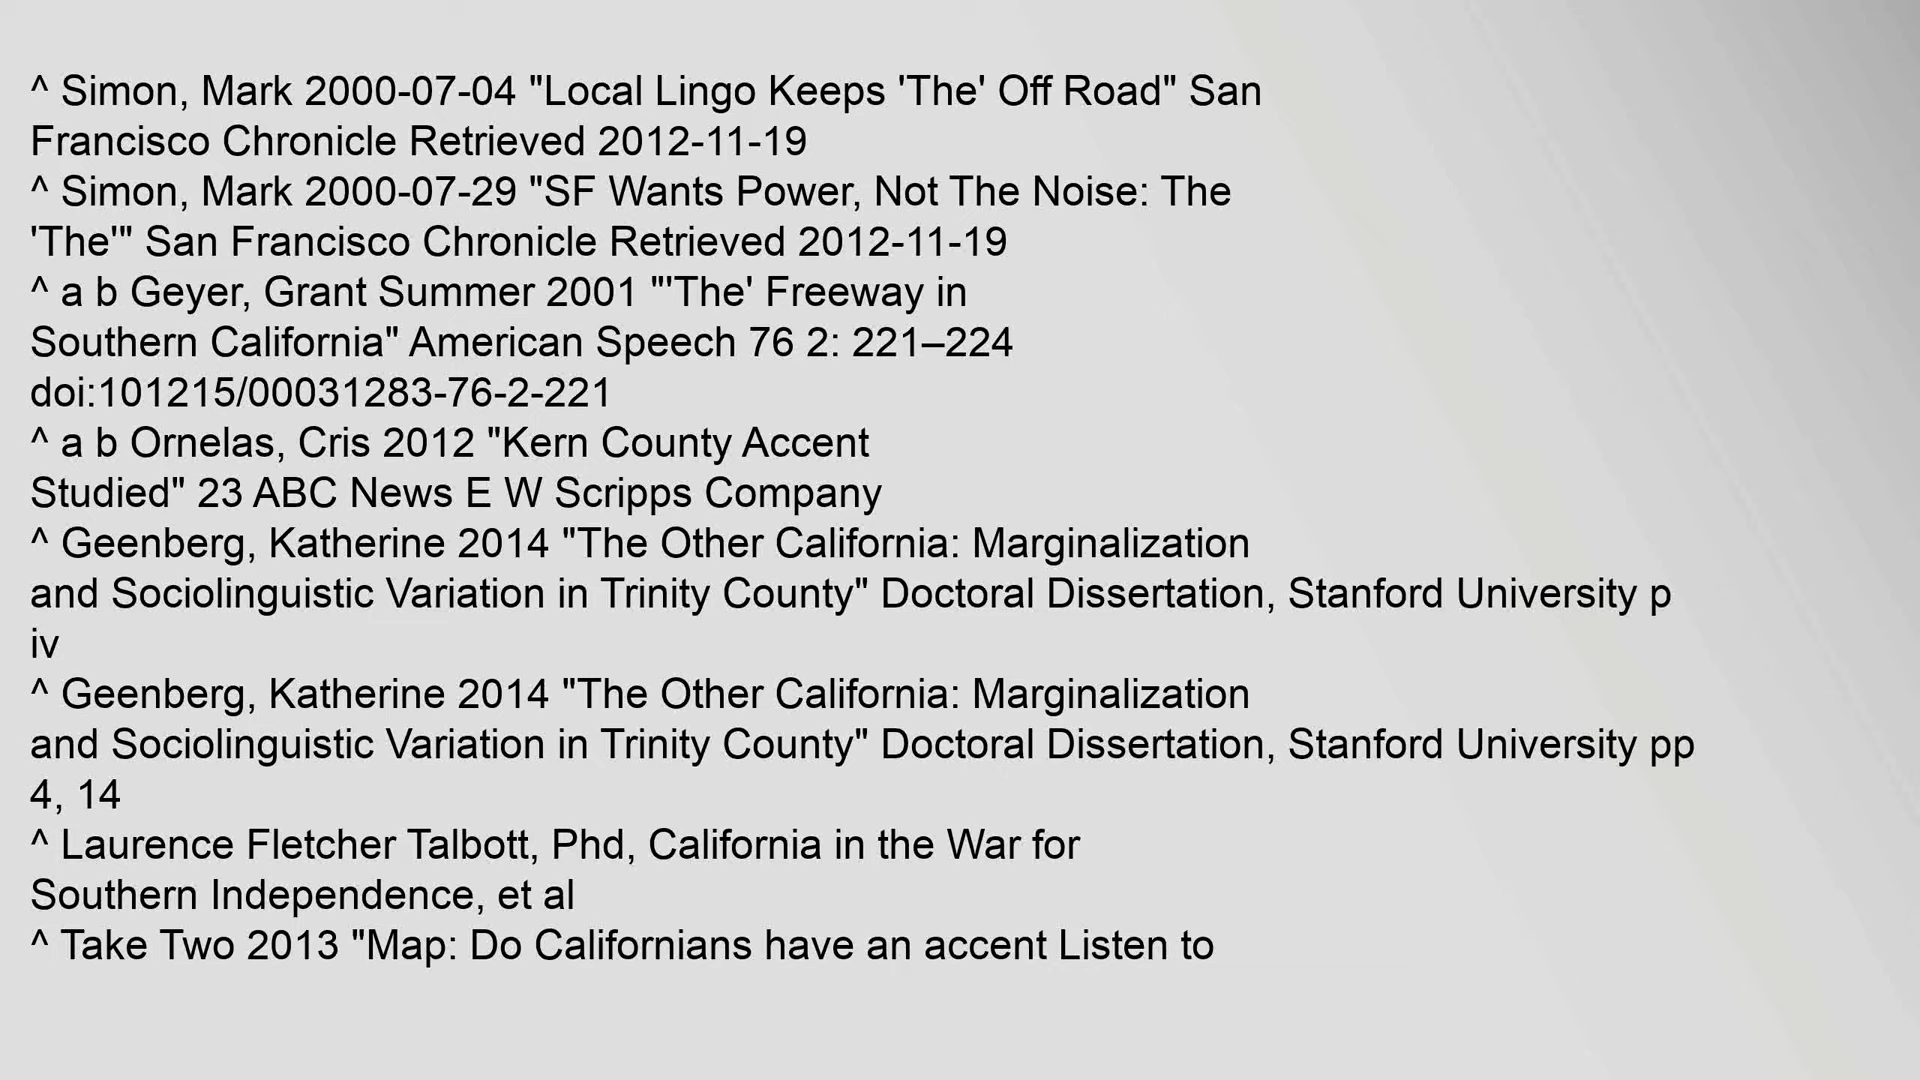 ^ Simon, Mark 2000-07-04 "Local Lingo Keeps 'The' Off Road" San
Francisco Chronicle Retrieved 2012-11-19
^ Simon, Mark 2000-07-29 "SF Wants Power, Not The Noise: The
'The'" San Francisco Chronicle Retrieved 2012-11-19
^ a b Geyer, Grant Summer 2001 "'The' Freeway in
Southern California" American Speech 76 2: 221–224
doi:101215/00031283-76-2-221
^ a b Ornelas, Cris 2012 "Kern County Accent
Studied" 23 ABC News E W Scripps Company
^ Geenberg, Katherine 2014 "The Other California: Marginalization
and Sociolinguistic Variation in Trinity County" Doctoral Dissertation, Stanford University p
iv
^ Geenberg, Katherine 2014 "The Other California: Marginalization
and Sociolinguistic Variation in Trinity County" Doctoral Dissertation, Stanford University pp
4, 14
^ Laurence Fletcher Talbott, Phd, California in the War for
Southern Independence, et al
^ Take Two 2013 "Map: Do Californians have an accent Listen to